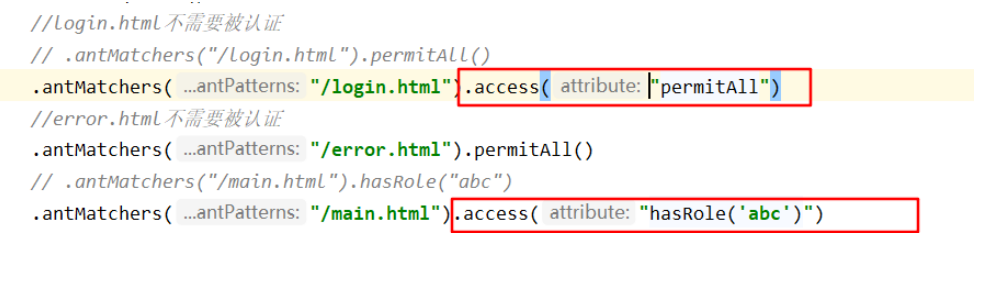 //login.html不需要被认证
// .antMatchers("/login.html").permitAll()
.antMatchers( ...antPatterns: "/login.html").access( attribute: "permitAll")
//error.html不需要被认证
.antMatchers( ...antPatterns: "/error.html").permitAll()
// .antMatchers("/main.html").hasRole("abc")
.antMatchers( ...antPatterns: "/main.html").access( attribute: "hasRole('abc')")